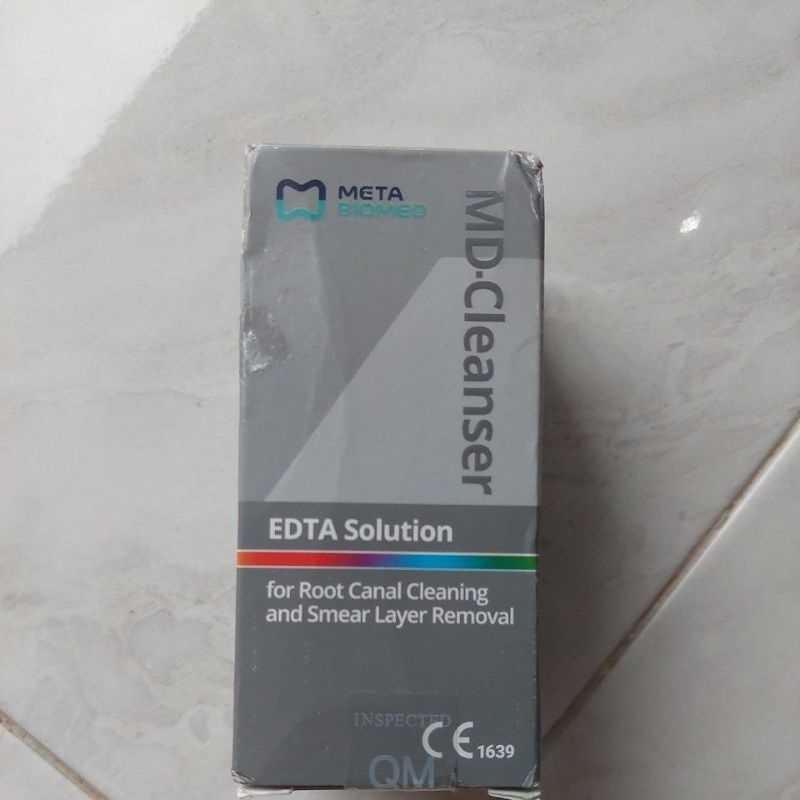 META
BIOMED
MD-Cleanser
EDTA Solution
for Root Canal Cleaning
and Smear Layer Removal
INSPECTED
CE 1639
QM